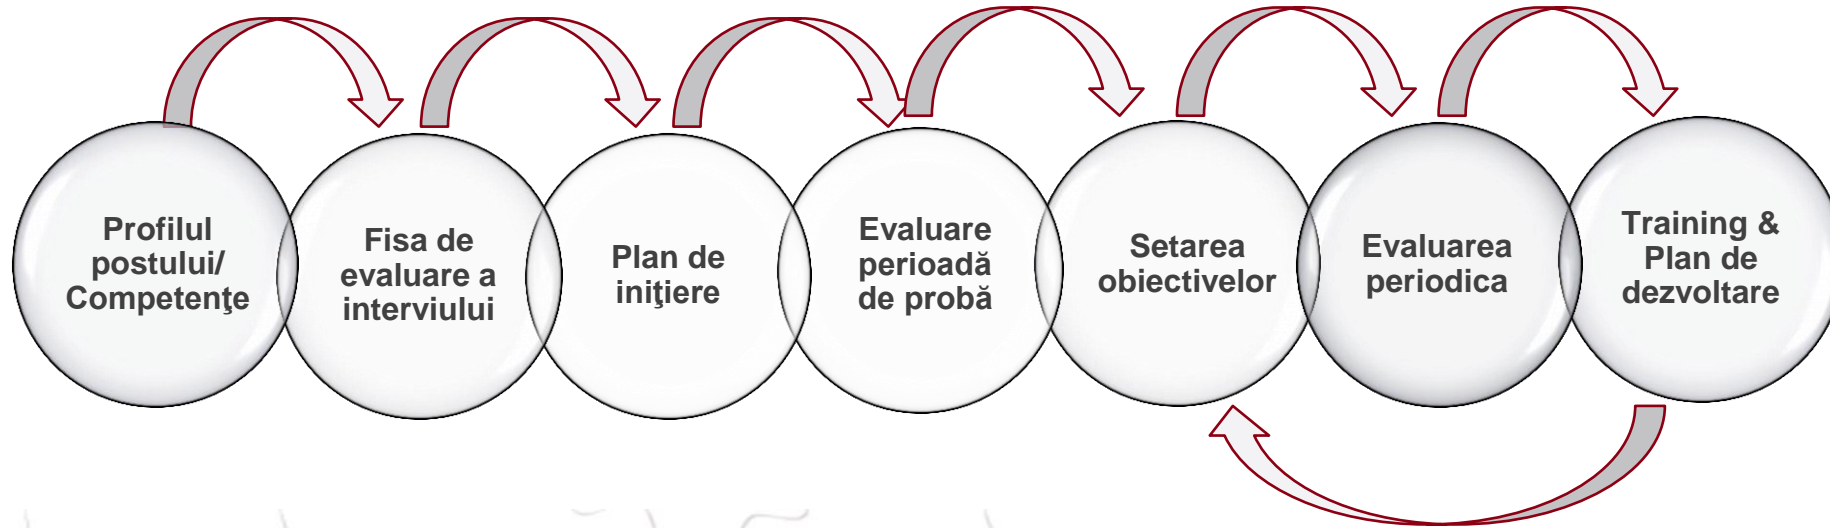 Profilul
postului/
Competenţe
Fisa de
evaluare a
interviului
Plan de
iniţiere
Evaluare
perioadă
de probă
Setarea
obiectivelor
Evaluarea
periodica
Training &
Plan de
dezvoltare